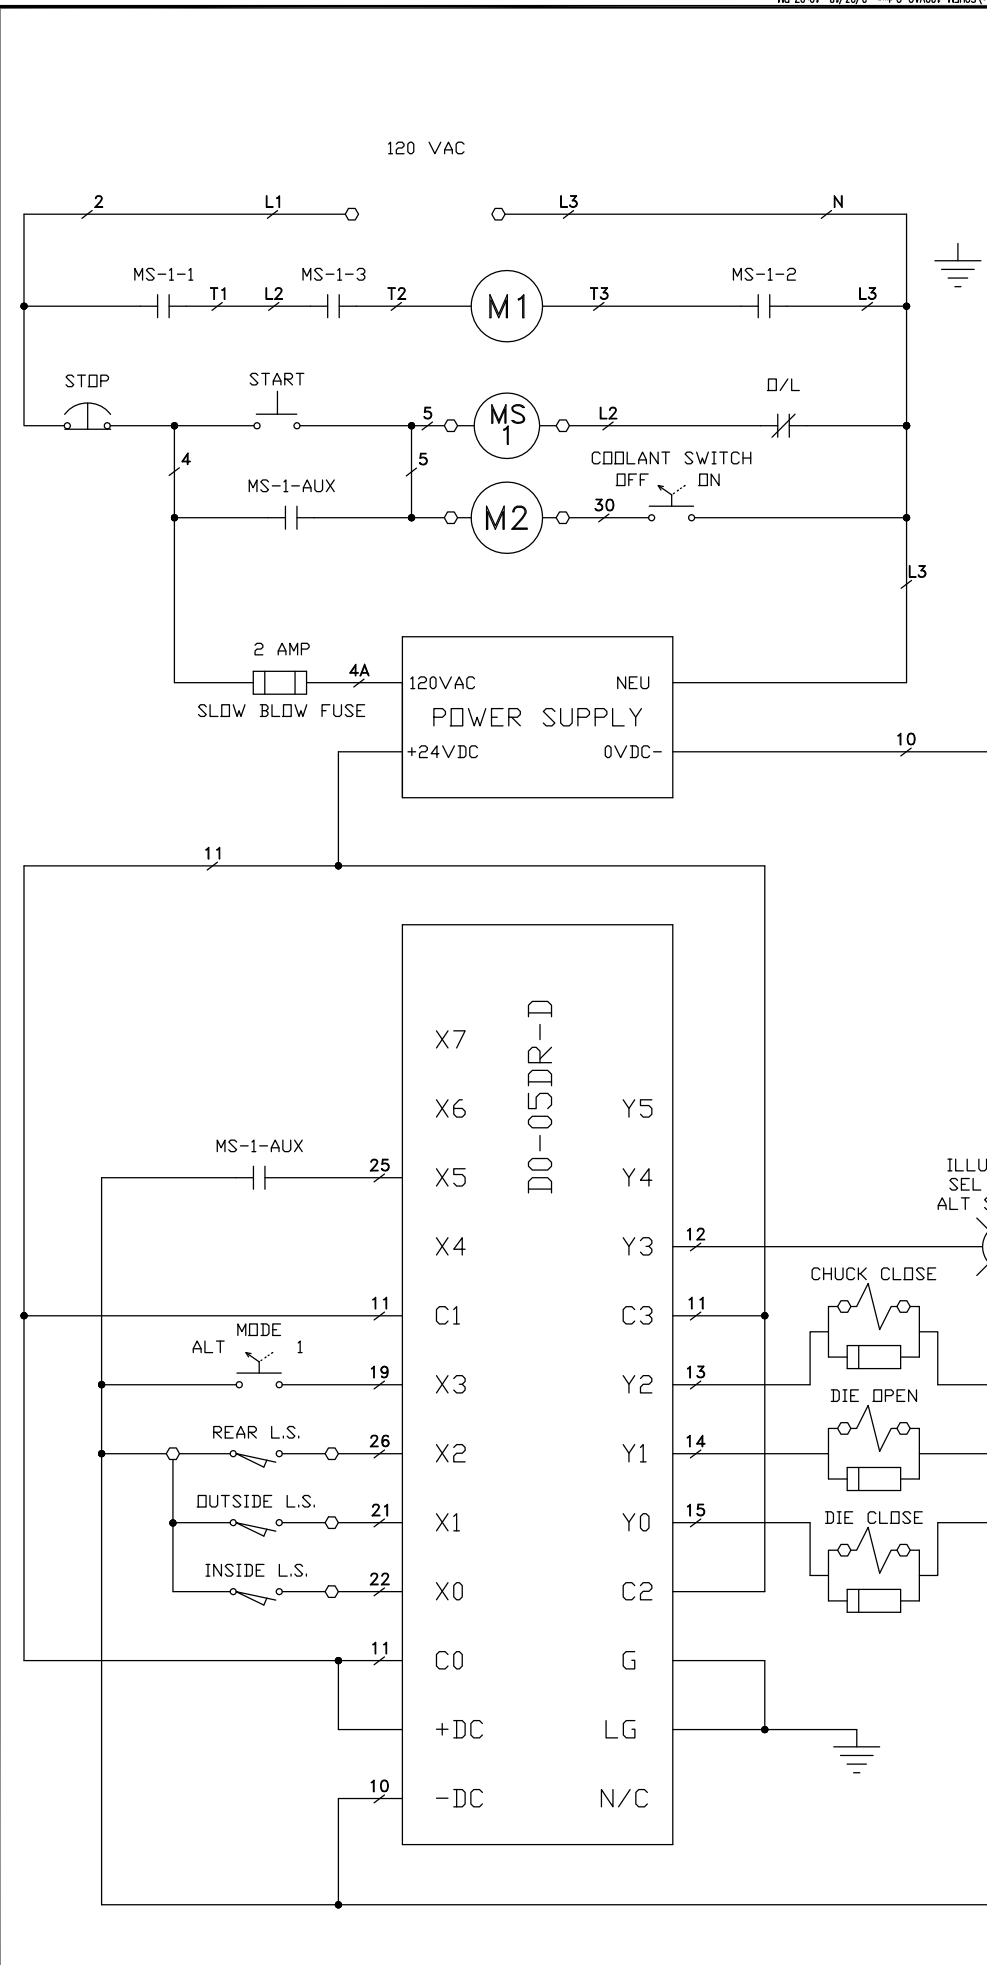 120 VAC
2 L1 L3 N
MS-1-1 MS-1-3 MS-1-2
T1 L2 T2 M1 T3 L3
STOP START O/L
5 MS 1 L2
4 5 COOLANT SWITCH
MS-1-AUX OFF ON
M2 30
L3
2 AMP
4A 120VAC NEU
SLOW BLOW FUSE POWER SUPPLY
+24VDC 0VDC- 10
11
D0-05DR-D
X7
X6 Y5
MS-1-AUX ILLU
25 X5 Y4 SEL
ALT
X4 Y3 12
CHUCK CLOSE
11 C1 C3 11
MODE
ALT 1
19 X3 Y2 13
DIE OPEN
REAR L.S.
26 X2 Y1 14
OUTSIDE L.S.
21 X1 Y0 15 DIE CLOSE
INSIDE L.S.
22 X0 C2
11 C0 G
+DC LG
10 -DC N/C